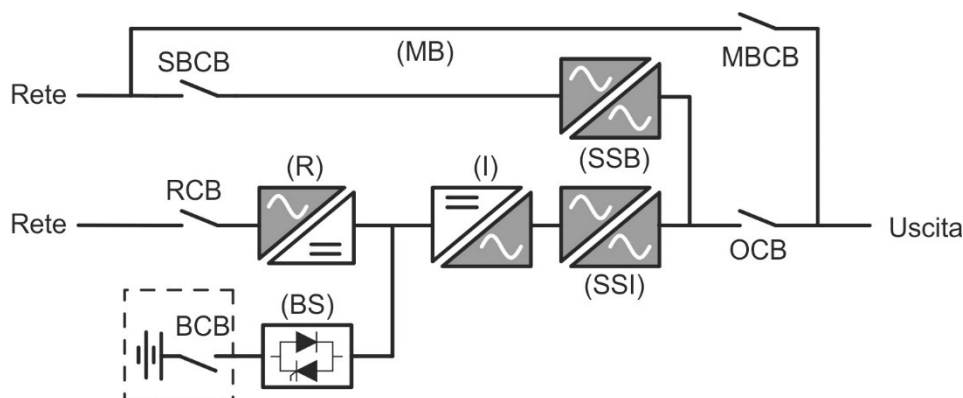 (MB)
MBCB
SBCB
Rete
(SSB)
(R)
(I)
RCB
Rete
Uscita
OCB
(SSI)
(BS)
BCB